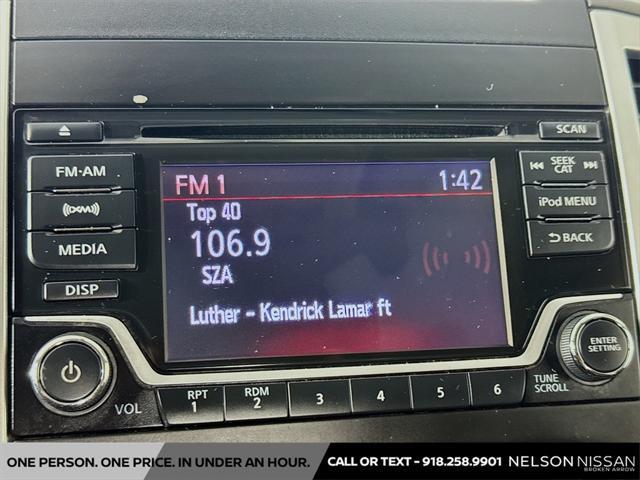 SCAN
FM·AM
SEEK
CAT
FM 1 1:42
((XM))
Top 40
iPod MENU
106.9
MEDIA
BACK
SZA
DISP
Luther - Kendrick Lamar ft
ENTER
SETTING
VOL
RPT
1
RDM
2
3
4
5
6
TUNE
SCROLL
ONE PERSON. ONE PRICE. IN UNDER AN HOUR.
CALL OR TEXT - 918.258.9901
NELSON NISSAN
BROKEN ARROW